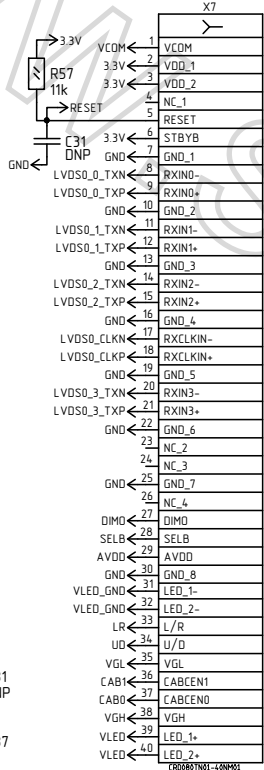 X7
3.3V
R57
11k
RESET
C31
DNP
GND
VCOM 1 VCOM
3.3V 2 VDD_1
3.3V 3 VDD_2
4 NC_1
5 RESET
3.3V 6 STBYB
GND 7 GND_1
LVDS0_0_TXN 8 RXIN0-
LVDS0_0_TXP 9 RXIN0+
GND 10 GND_2
LVDS0_1_TXN 11 RXIN1-
LVDS0_1_TXP 12 RXIN1+
GND 13 GND_3
LVDS0_2_TXN 14 RXIN2-
LVDS0_2_TXP 15 RXIN2+
GND 16 GND_4
LVDS0_CLKN 17 RXCLKIN-
LVDS0_CLKP 18 RXCLKIN+
GND 19 GND_5
LVDS0_3_TXN 20 RXIN3-
LVDS0_3_TXP 21 RXIN3+
GND 22 GND_6
23 NC_2
24 NC_3
GND 25 GND_7
26 NC_4
DIMO 27 DIMO
SELB 28 SELB
AVDD 29 AVDD
GND 30 GND_8
VLED_GND 31 LED_1-
VLED_GND 32 LED_2-
LR 33 L/R
UD 34 U/D
VGL 35 VGL
CAB1 36 CABCEN1
CAB0 37 CABCEN0
VGH 38 VGH
VLED 39 LED_1+
VLED 40 LED_2+
CRD080TN01-40NM01